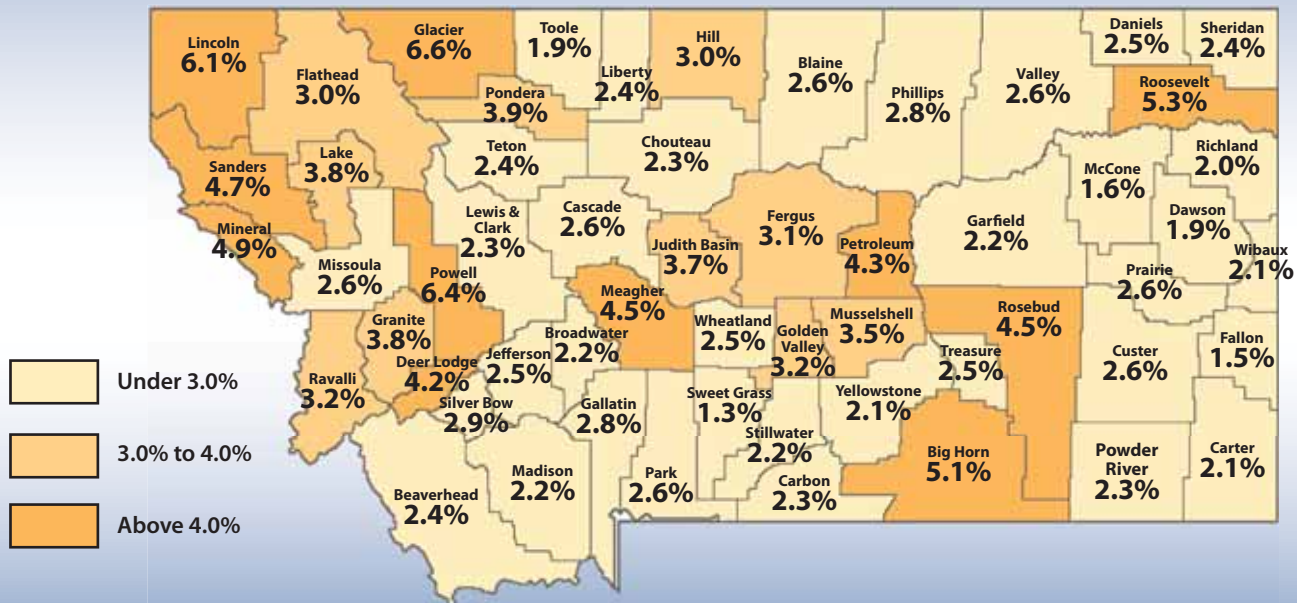 Lincoln
6.1%
Flathead
3.0%
Glacier
6.6%
Toole
1.9%
Liberty
2.4%
Hill
3.0%
Blaine
2.6%
Phillips
2.8%
Valley
2.6%
Daniels
2.5%
Sheridan
2.4%
Roosevelt
5.3%
Pondera
3.9%
Teton
2.4%
Chouteau
2.3%
Richland
2.0%
McCone
1.6%
Sanders
4.7%
Lake
3.8%
Mineral
4.9%
Missoula
2.6%
Powell
6.4%
Lewis &
Clark
2.3%
Cascade
2.6%
Judith Basin
3.7%
Fergus
3.1%
Petroleum
4.3%
Garfield
2.2%
Dawson
1.9%
Wibaux
2.1%
Prairie
2.6%
Meagher
4.5%
Wheatland
2.5%
Golden
Valley
3.2%
Musselshell
3.5%
Rosebud
4.5%
Treasure
2.5%
Custer
2.6%
Fallon
1.5%
Granite
3.8%
Deer Lodge
4.2%
Ravalli
3.2%
Silver Bow
2.9%
Jefferson
2.5%
Broadwater
2.2%
Gallatin
2.8%
Sweet Grass
1.3%
Stillwater
2.2%
Yellowstone
2.1%
Big Horn
5.1%
Powder
River
2.3%
Carter
2.1%
Beaverhead
2.4%
Madison
2.2%
Park
2.6%
Carbon
2.3%
Under 3.0%
3.0% to 4.0%
Above 4.0%